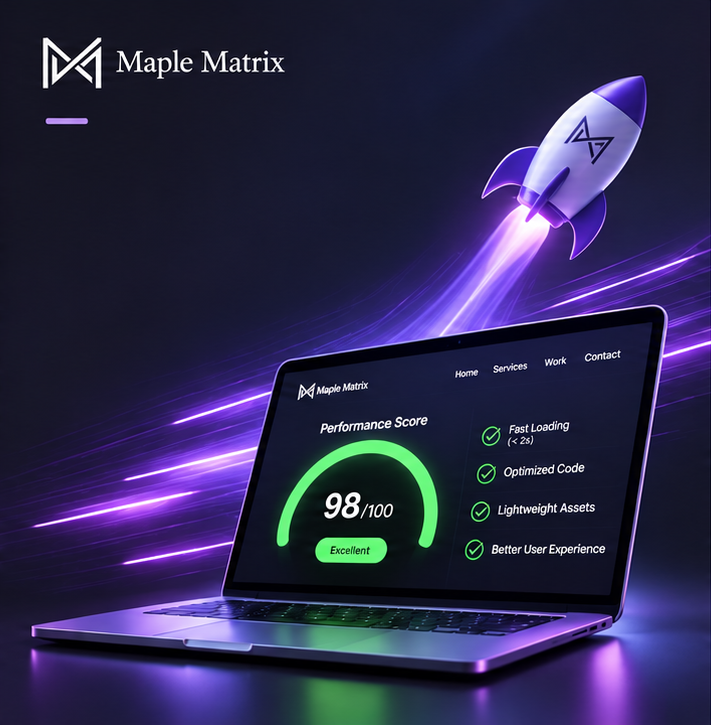 Maple Matrix
Maple Matrix
Home Services Work Contact
Performance Score
98/100
Excellent
Fast Loading
(< 2s)
Optimized Code
Lightweight Assets
Better User Experience